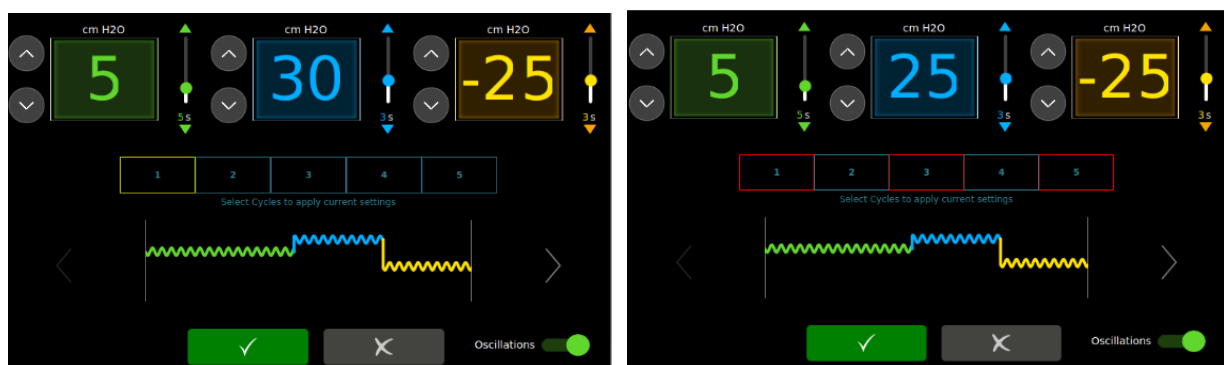 cm H2O cm H2O cm H2O
5 30 -25
5 s 3 s 3 s
1 2 3 4 5
Select Cycles to apply current settings
Oscillations
cm H2O cm H2O cm H2O
5 25 -25
5 s 3 s 3 s
1 2 3 4 5
Select Cycles to apply current settings
Oscillations